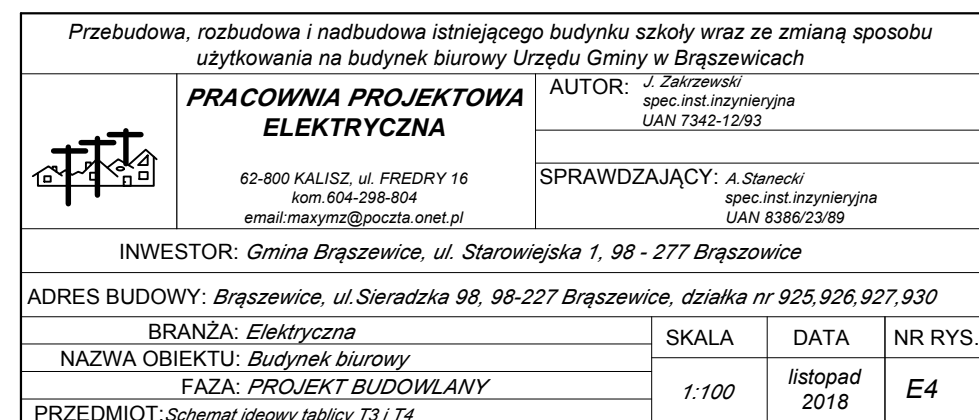 Przebudowa, rozbudowa i nadbudowa istniejącego budynku szkoły wraz ze zmianą sposobu
użytkowania na budynek biurowy Urzędu Gminy w Brąszewicach
PRACOWNIA PROJEKTOWA
ELEKTRYCZNA
62-800 KALISZ, ul. FREDRY 16
kom.604-298-804
email:maxymz@poczta.onet.pl
AUTOR: J. Zakrzewski
spec.inst.inzynieryjna
UAN 7342-12/93
SPRAWDZAJĄCY: A.Stanecki
spec.inst.inzynieryjna
UAN 8386/23/89
INWESTOR: Gmina Brąszewice, ul. Starowiejska 1, 98 - 277 Brąszowice
ADRES BUDOWY: Brąszewice, ul.Sieradzka 98, 98-227 Brąszewice, działka nr 925,926,927,930
BRANŻA: Elektryczna
NAZWA OBIEKTU: Budynek biurowy
FAZA: PROJEKT BUDOWLANY
PRZEDMIOT:Schemat ideowy tablicy T3 i T4
SKALA
1:100
DATA
listopad
2018
NR RYS.
E4